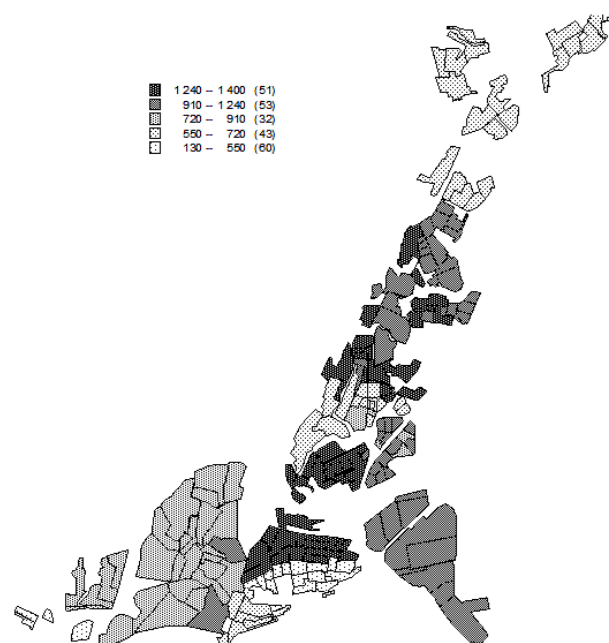 1 240 – 1 400 (51)
910 – 1 240 (53)
720 – 910 (32)
550 – 720 (43)
130 – 550 (60)